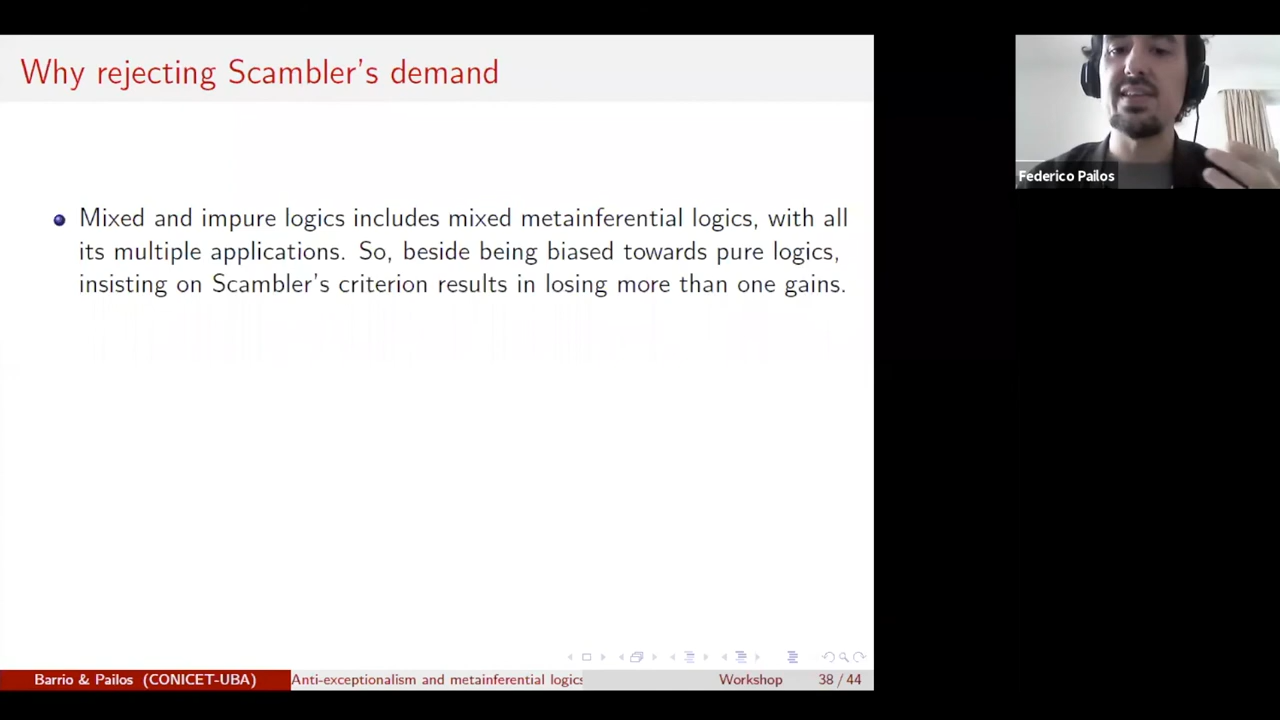 Why rejecting Scambler's demand
Mixed and impure logics includes mixed metainferential logics, with all
its multiple applications. So, beside being biased towards pure logics,
insisting on Scambler's criterion results in losing more than one gains.
Barrio & Pailos (CONICET-UBA) Anti-exceptionalism and metainferential logics Workshop 38 / 44
Federico Pailos